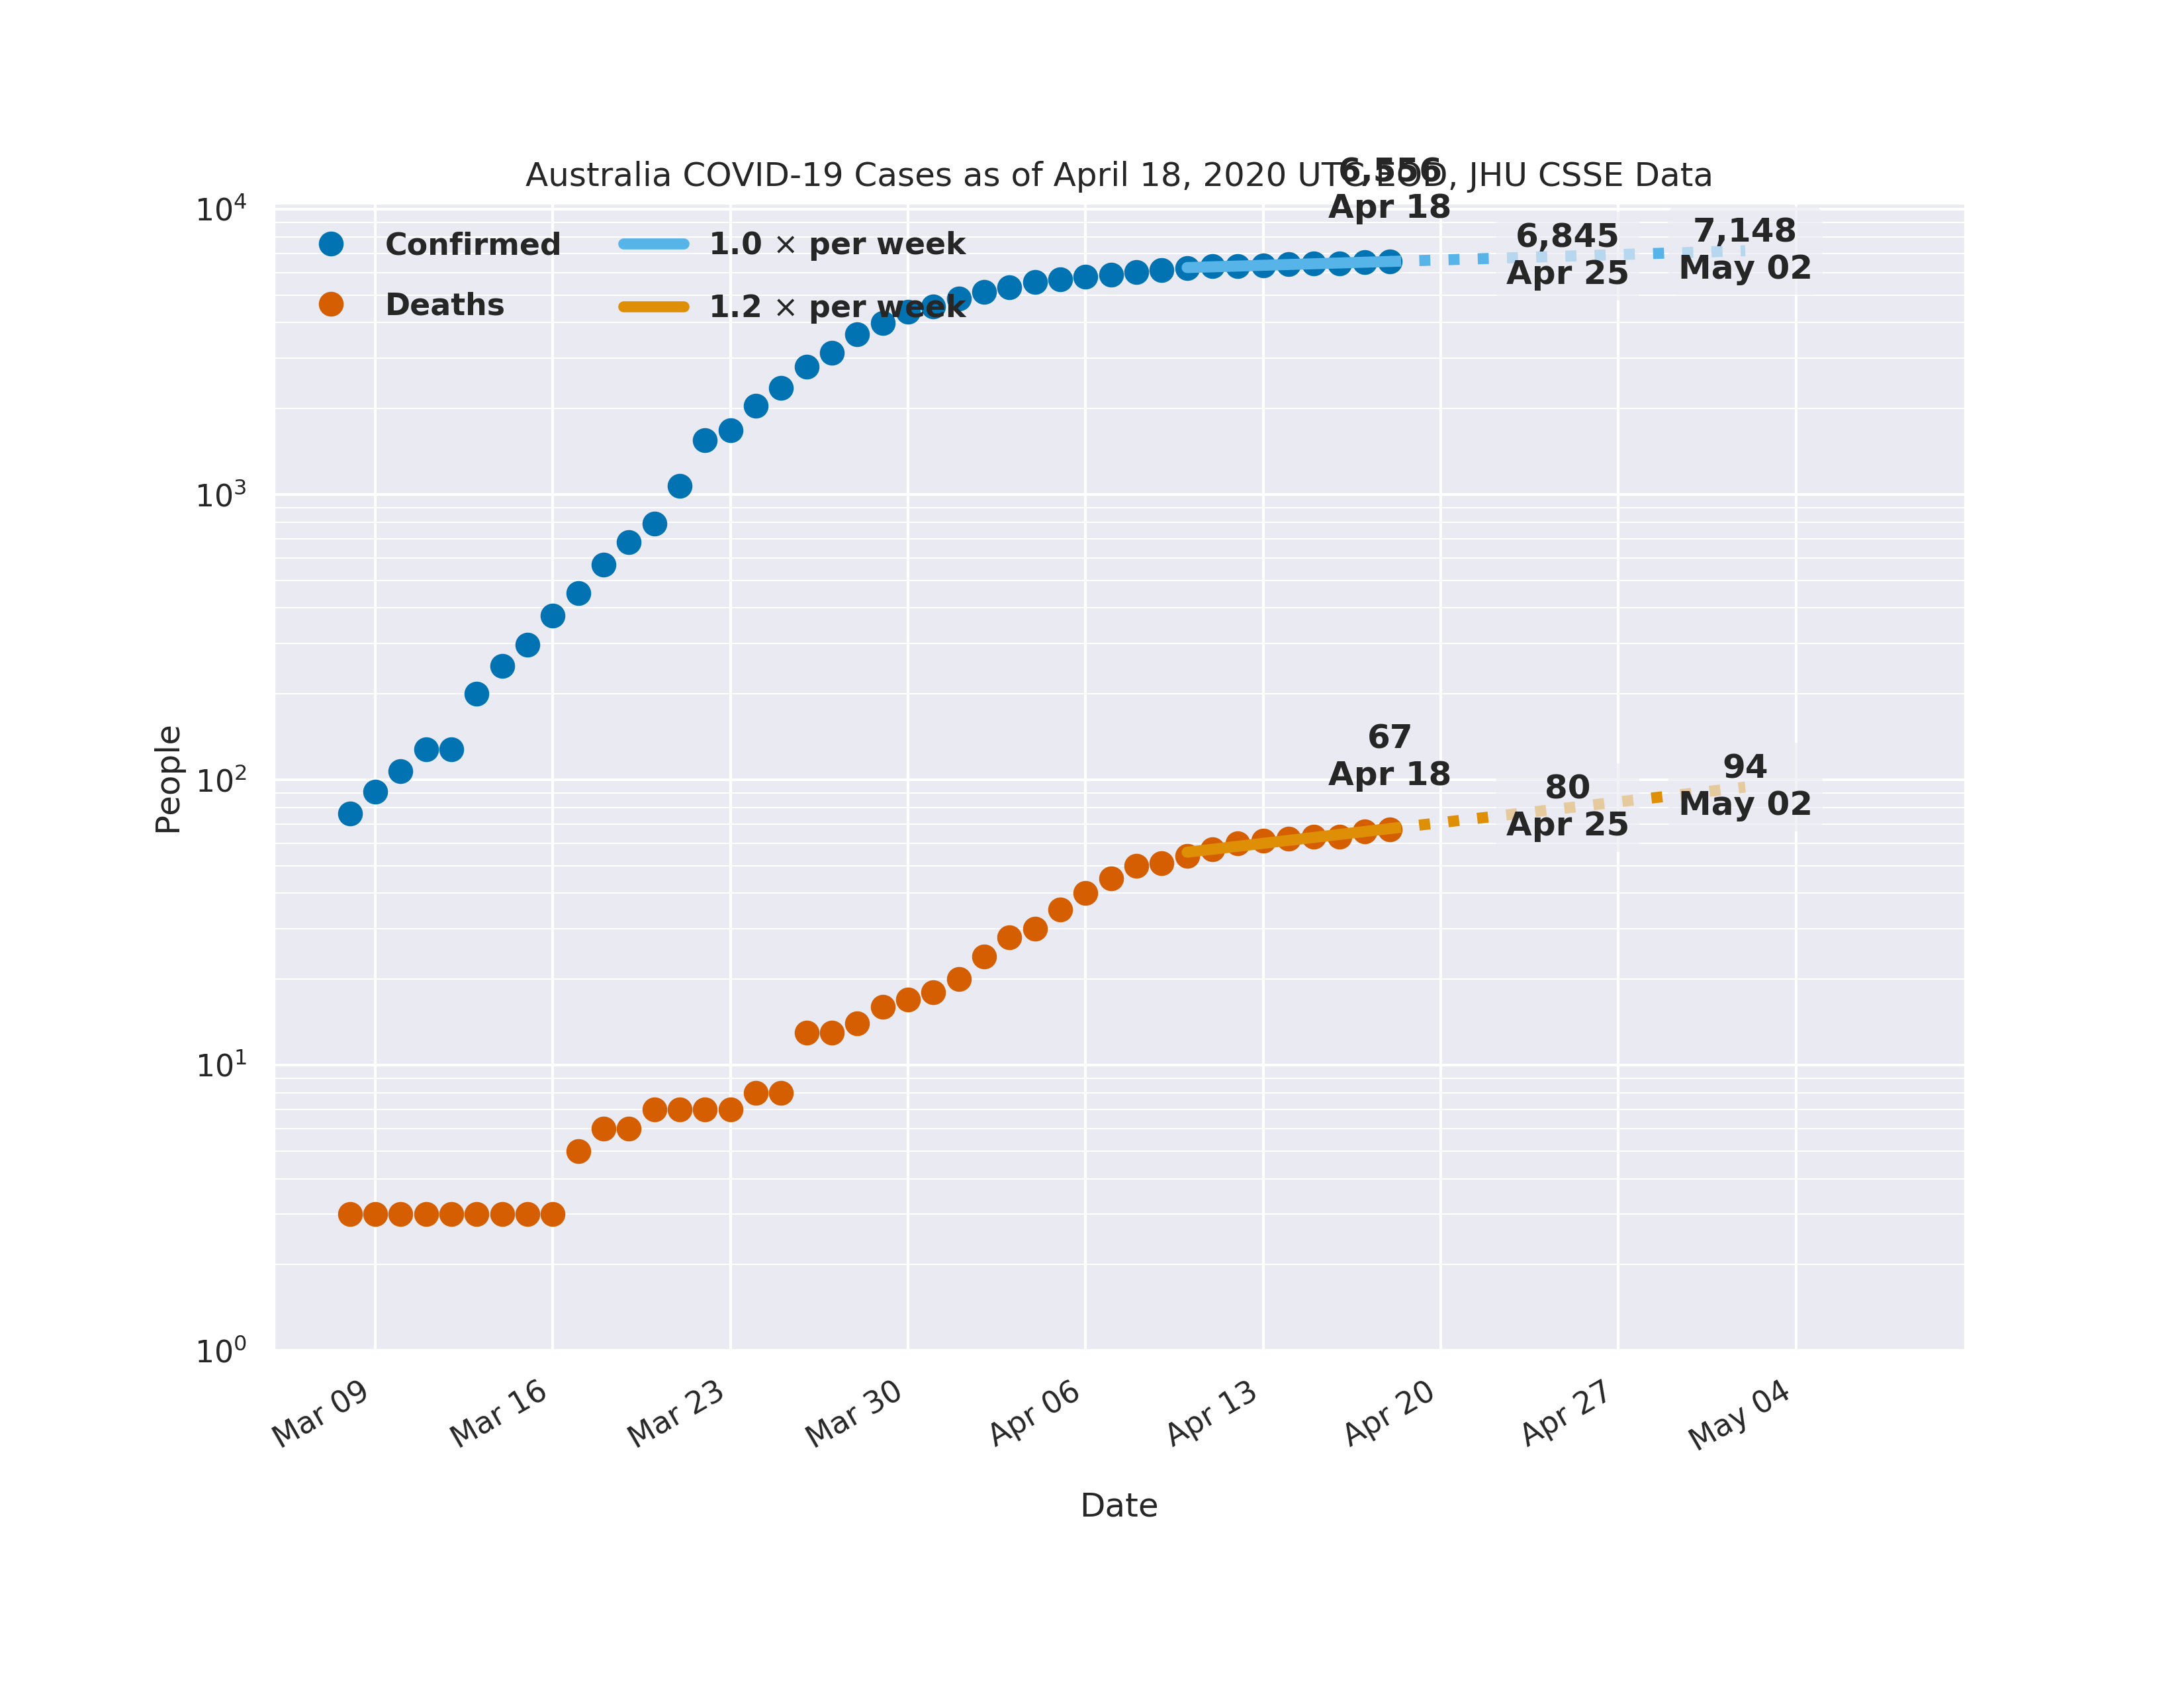 Australia COVID-19 Cases as of April 18, 2020 UTC EOD, JHU CSSE Data
6,556
Apr 18
6,845
Apr 25
7,148
May 02
Confirmed
Deaths
1.0 × per week
1.2 × per week
67
Apr 18
80
Apr 25
94
May 02
People
10⁴
10³
10²
10¹
10⁰
Mar 09
Mar 16
Mar 23
Mar 30
Apr 06
Apr 13
Apr 20
Apr 27
May 04
Date